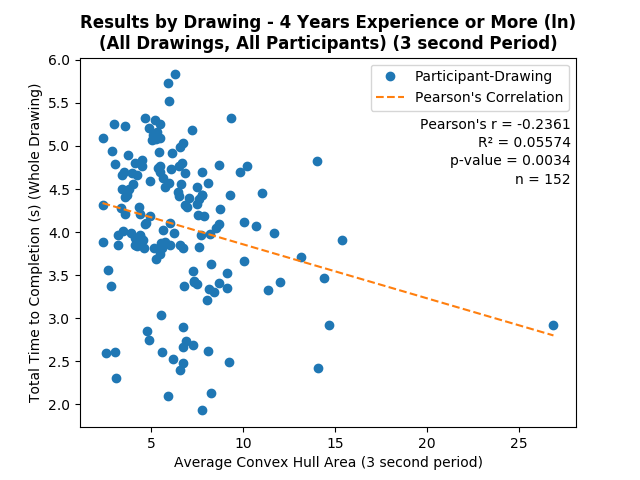 Results by Drawing - 4 Years Experience or More (ln)
(All Drawings, All Participants) (3 second Period)
Participant-Drawing
Pearson's Correlation
Pearson's r = -0.2361
R² = 0.05574
p-value = 0.0034
n = 152
Total Time to Completion (s) (Whole Drawing)
6.0
5.5
5.0
4.5
4.0
3.5
3.0
2.5
2.0
5
10
15
20
25
Average Convex Hull Area (3 second period)